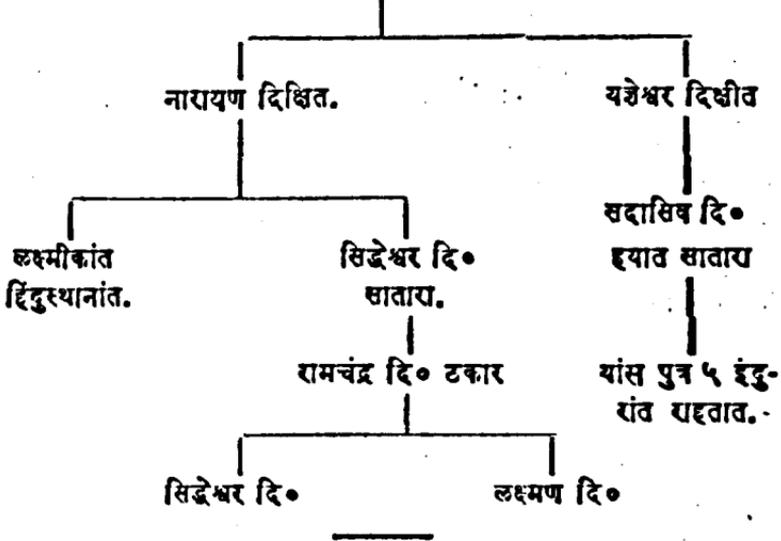 नारायण दिक्षित.
यज्ञेश्वर दिक्षीत
सदासिव दि०
लक्ष्मीकांत
सिद्धेश्वर दि०
हयात सातारा
हिंदुस्थानांत.
सातारा.
रामचंद्र दि० टकार
यांस पुत्र ५ इंदु-
रांत राहतात.
सिद्धेश्वर दि०
लक्ष्मण दि०